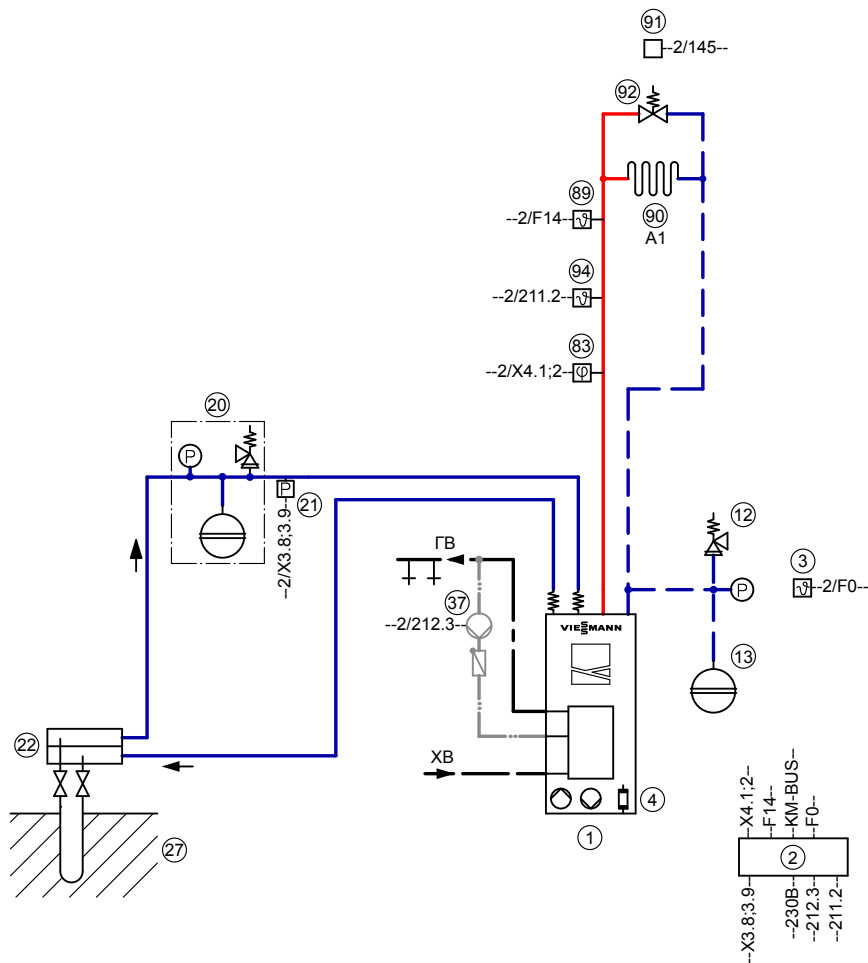 91
--2/145--
92
89
--2/F14--
90
A1
94
--2/211.2--
83
--2/X4.1;2--
20
P
P
21
--2/X3.8;3.9--
12
ГВ
3
--2/F0--
P
37
--2/212.3--
VIESSMANN
13
22
ХВ
4
1
27
--X4.1;2--
--F14--
--KM-BUS--
--F0--
2
--X3.8;3.9--
--230В--
--212.3--
--211.2--